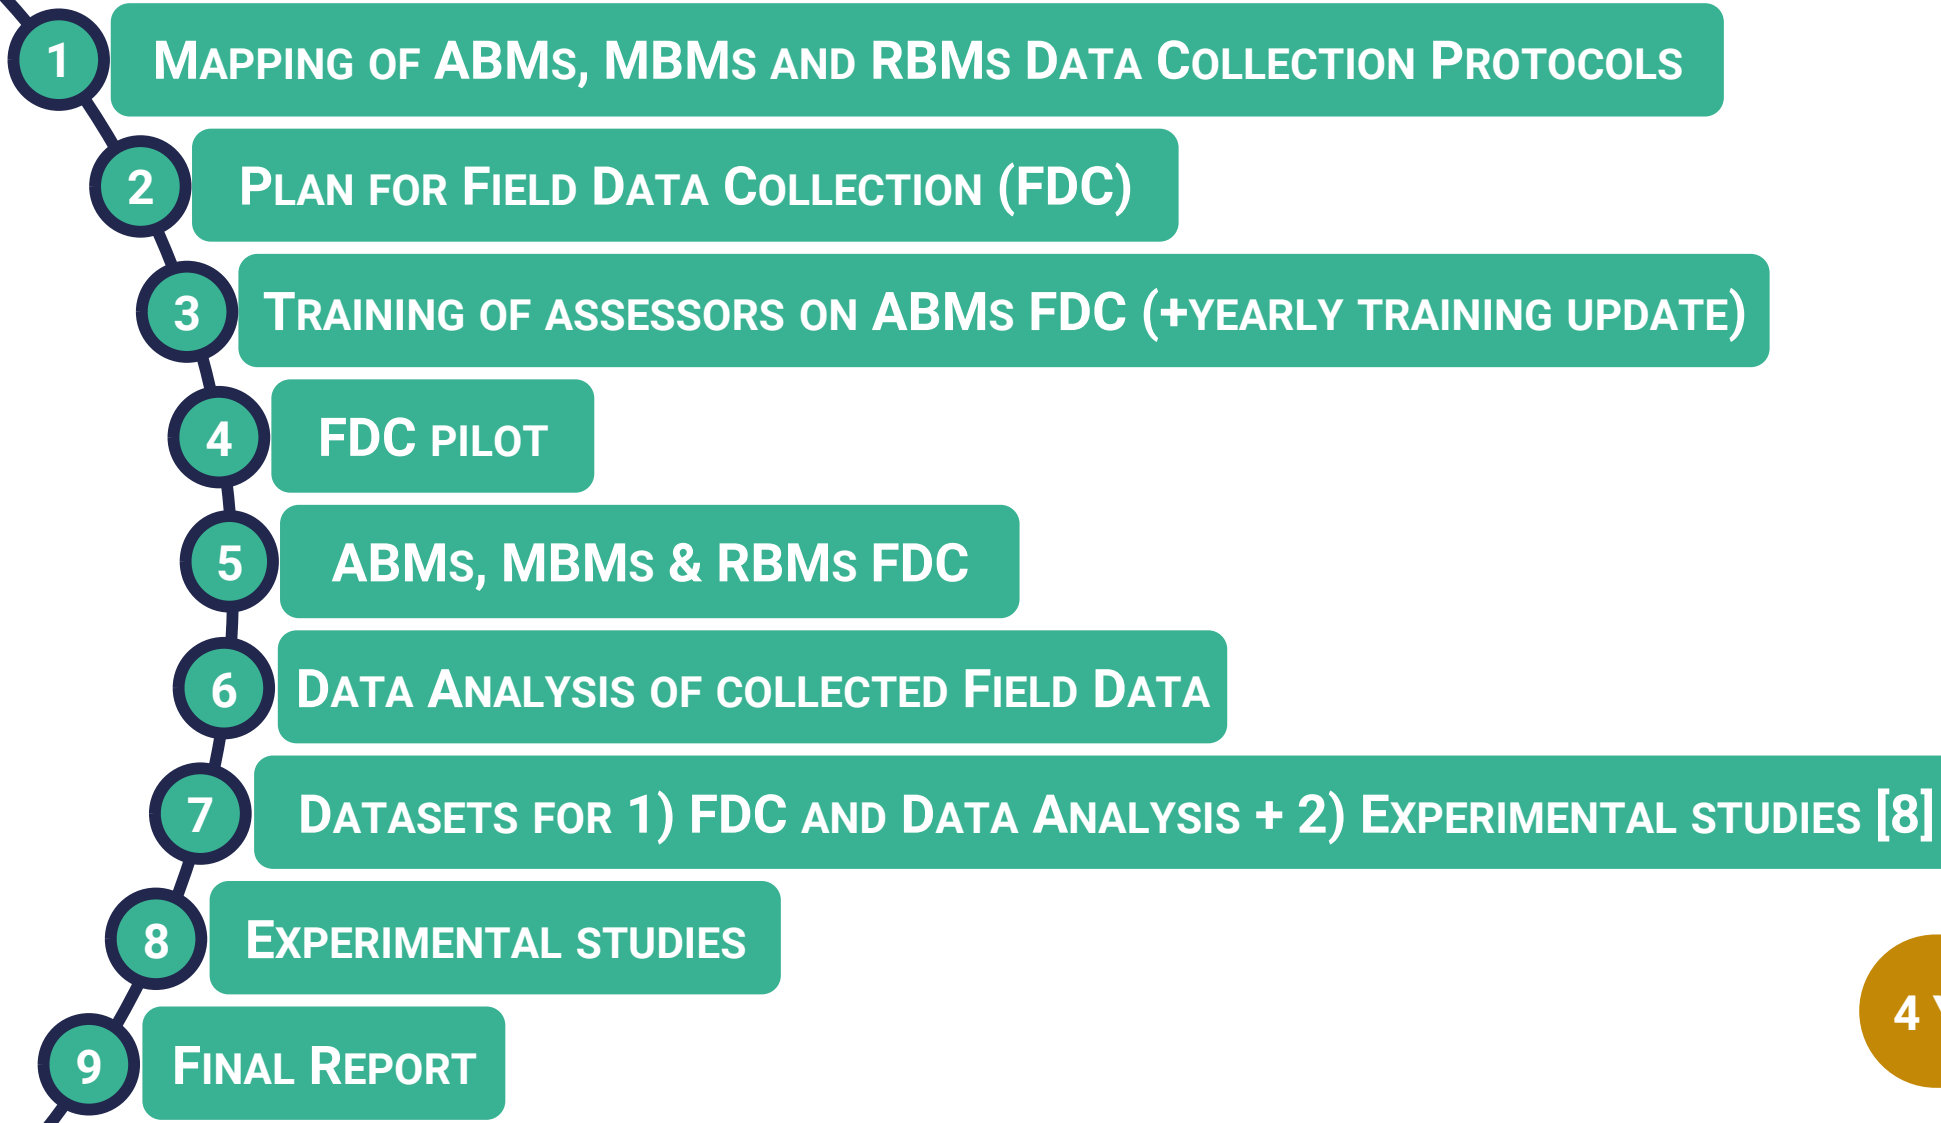 1 Mapping of ABMs, MBMs and RBMs Data Collection Protocols
2 Plan for Field Data Collection (FDC)
3 Training of assessors on ABMs FDC (+yearly training update)
4 FDC pilot
5 ABMs, MBMs & RBMs FDC
6 Data Analysis of collected Field Data
7 Datasets for 1) FDC and Data Analysis + 2) Experimental studies [8]
8 Experimental studies
4
9 Final Report